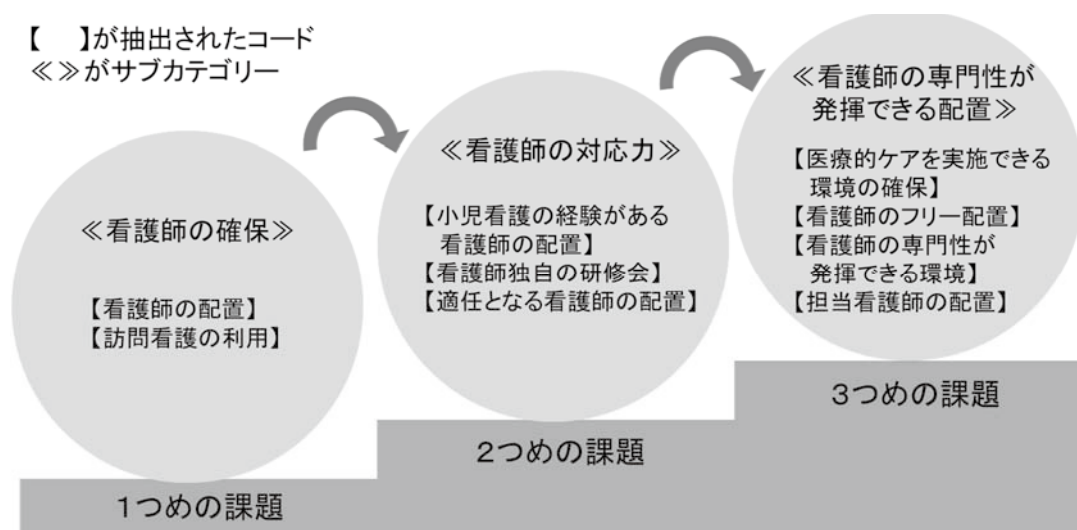 【　】が抽出されたコード
≪ ≫がサブカテゴリー
≪看護師の確保≫
【看護師の配置】
【訪問看護の利用】
1つめの課題
≪看護師の対応力≫
【小児看護の経験がある
看護師の配置】
【看護師独自の研修会】
【適任となる看護師の配置】
2つめの課題
≪看護師の専門性が
発揮できる配置≫
【医療的ケアを実施できる
環境の確保】
【看護師のフリー配置】
【看護師の専門性が
発揮できる環境】
【担当看護師の配置】
3つめの課題